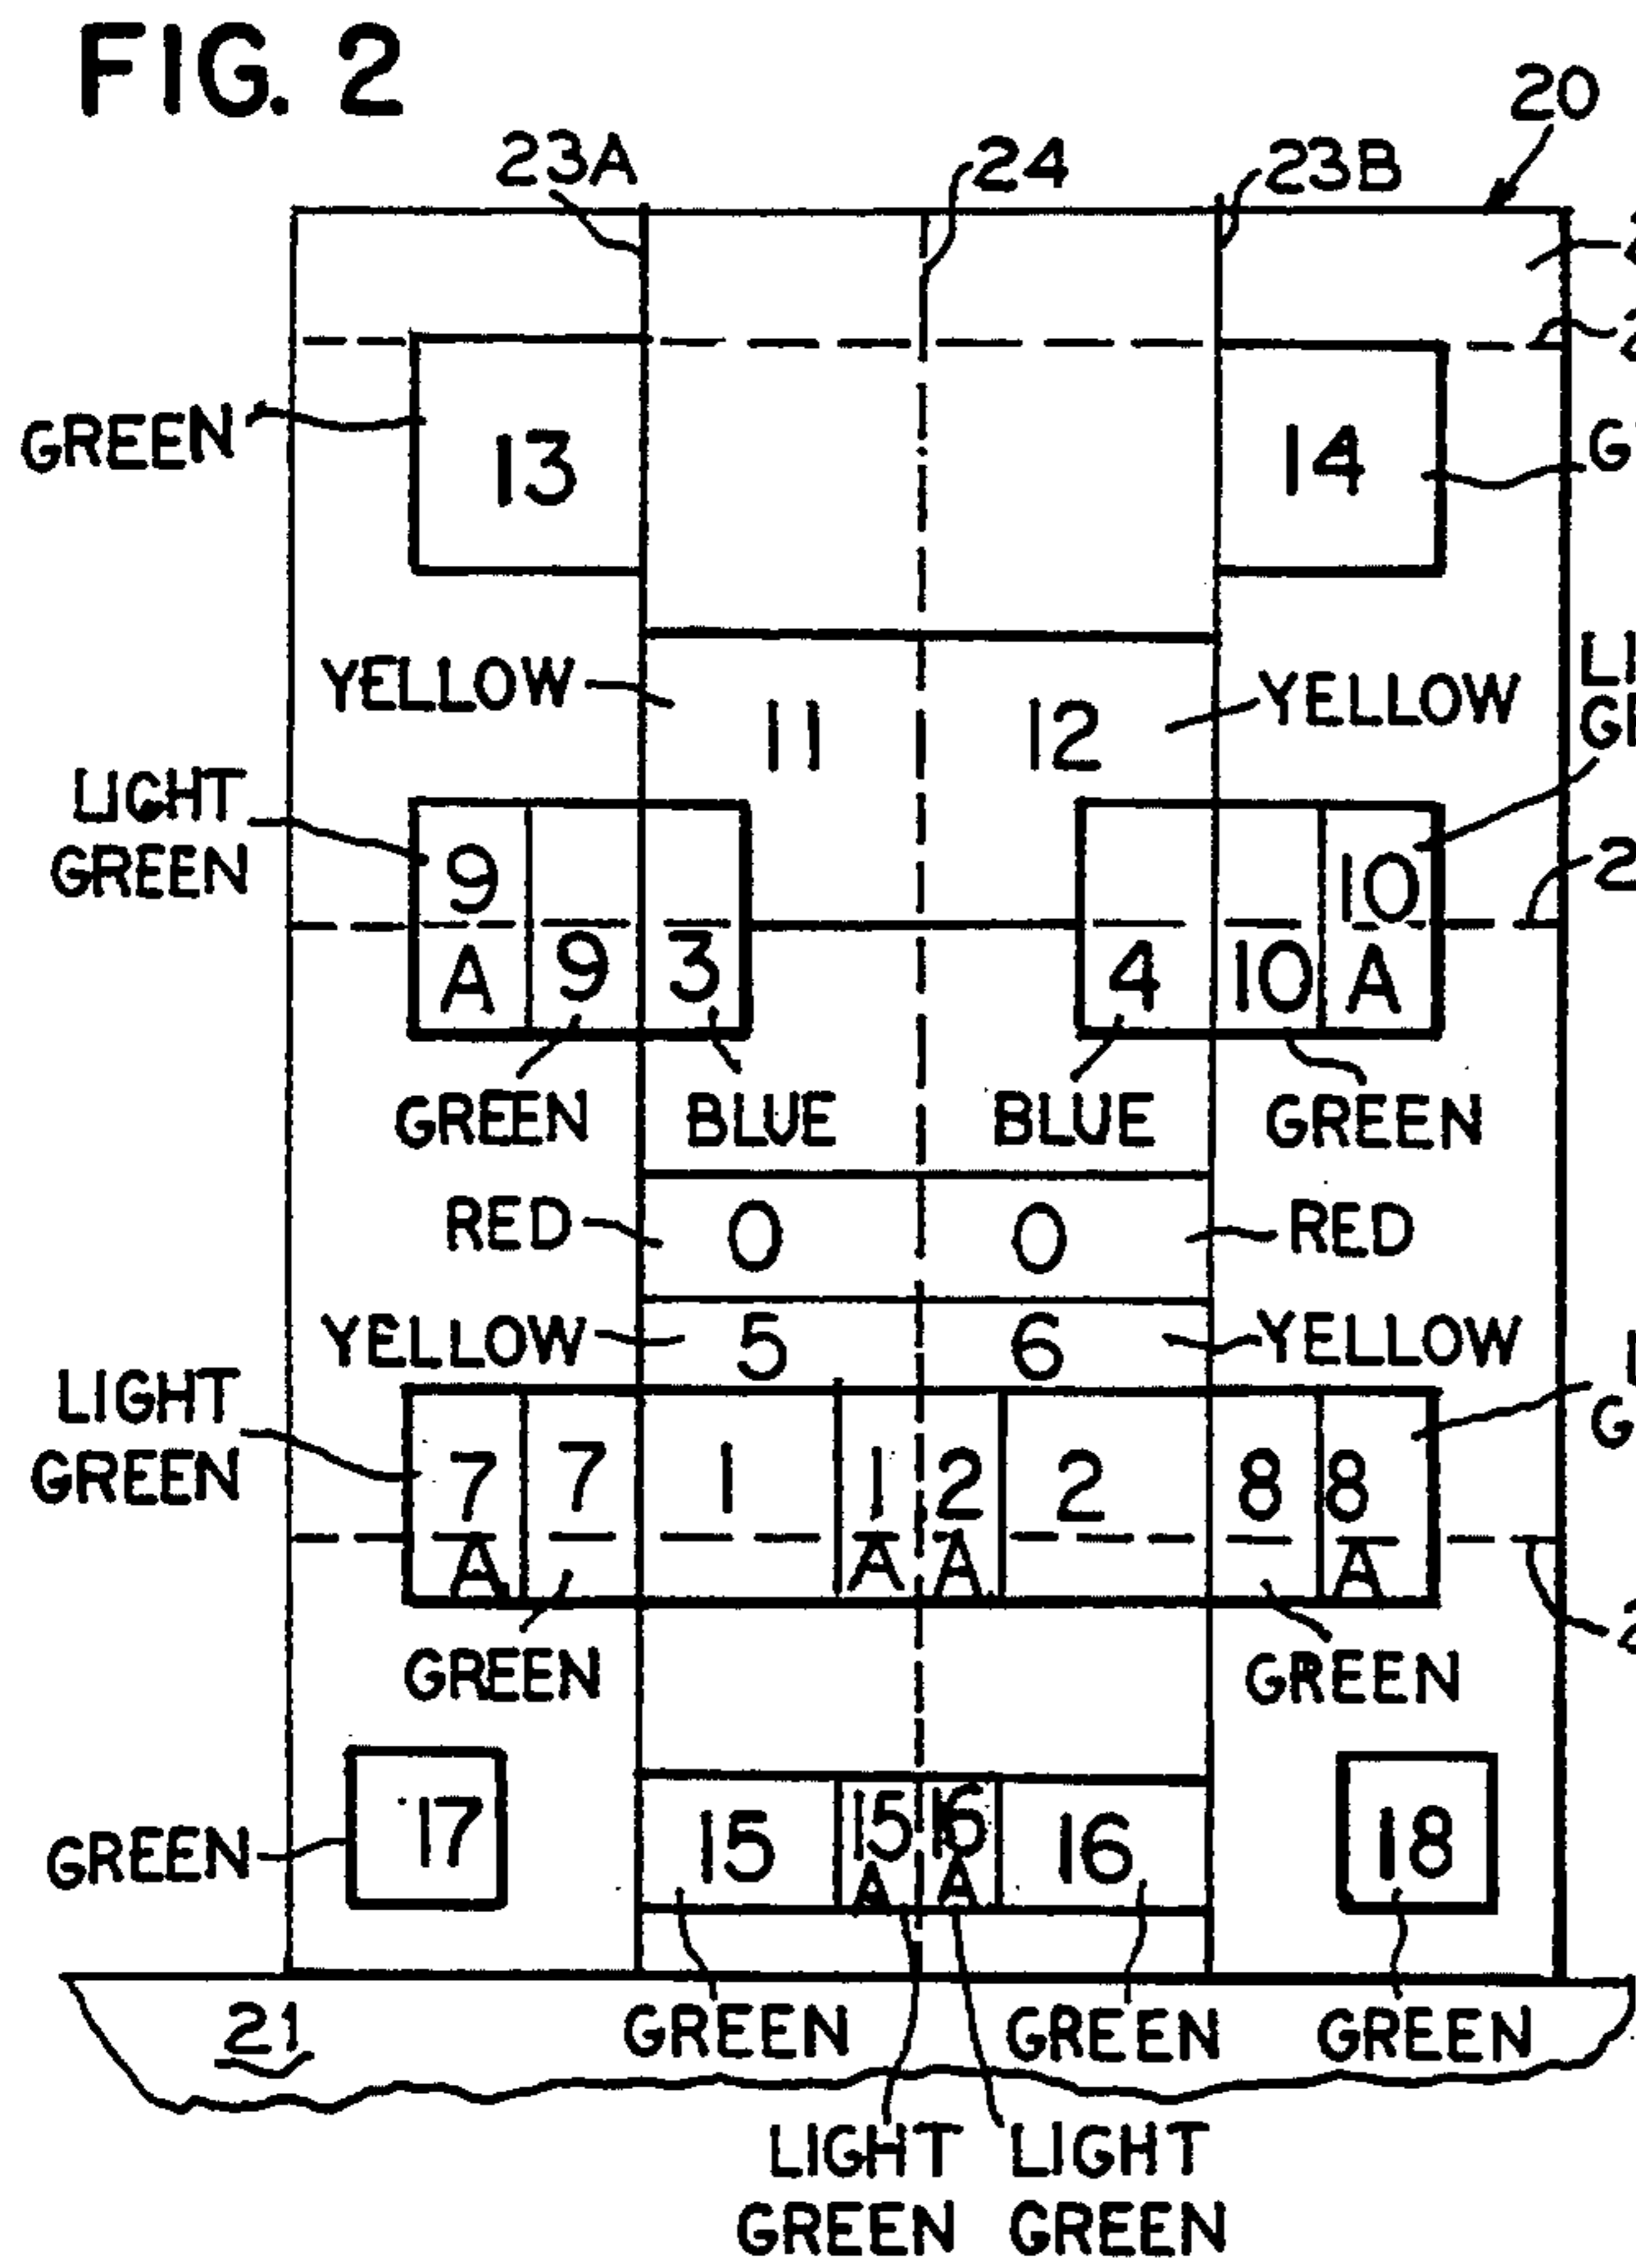 FIG. 2
20
23A 24 23B
GREEN 13 14
YELLOW 11 12 YELLOW
LIGHT
GREEN
9 10
A 9 3 4 10 A
GREEN BLUE BLUE GREEN
RED 0 0 RED
YELLOW 5 6 YELLOW
LIGHT
GREEN
7 7 1 1 2 2 8 8
A A A A
GREEN GREEN
GREEN 17 15 15 16 16 18
A A
21 GREEN GREEN GREEN
LIGHT LIGHT
GREEN GREEN